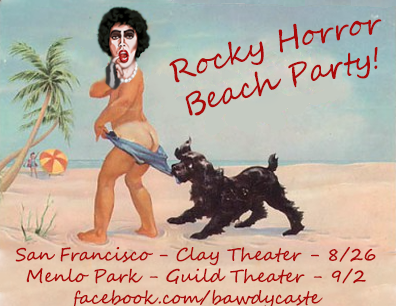 Rocky Horror
Beach Party!
San Francisco - Clay Theater - 8/26
Menlo Park - Guild Theater - 9/2
facebook.com/bawdycaste